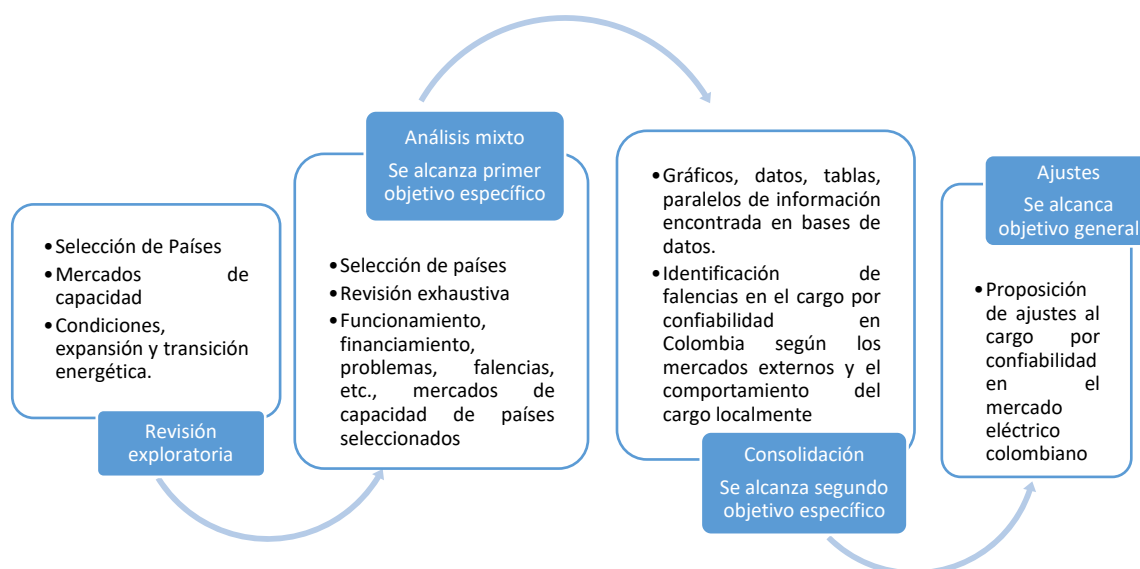 •Selección de Países
•Mercados de
capacidad
•Condiciones,
expansión y transición
energética.
Revisión
exploratoria
Análisis mixto
Se alcanza primer
objetivo específico
•Selección de países
•Revisión exhaustiva
•Funcionamiento,
financiamiento,
problemas, falencias,
etc., mercados de
capacidad de países
seleccionados
•Gráficos, datos, tablas,
paralelos de información
encontrada en bases de
datos.
•Identificación de
falencias en el cargo por
confiabilidad en
Colombia según los
mercados externos y el
comportamiento del
cargo localmente
Consolidación
Se alcanza segundo
objetivo específico
Ajustes
Se alcanca
objetivo general
•Proposición
de ajustes al
cargo por
confiabilidad
en el
mercado
eléctrico
colombiano